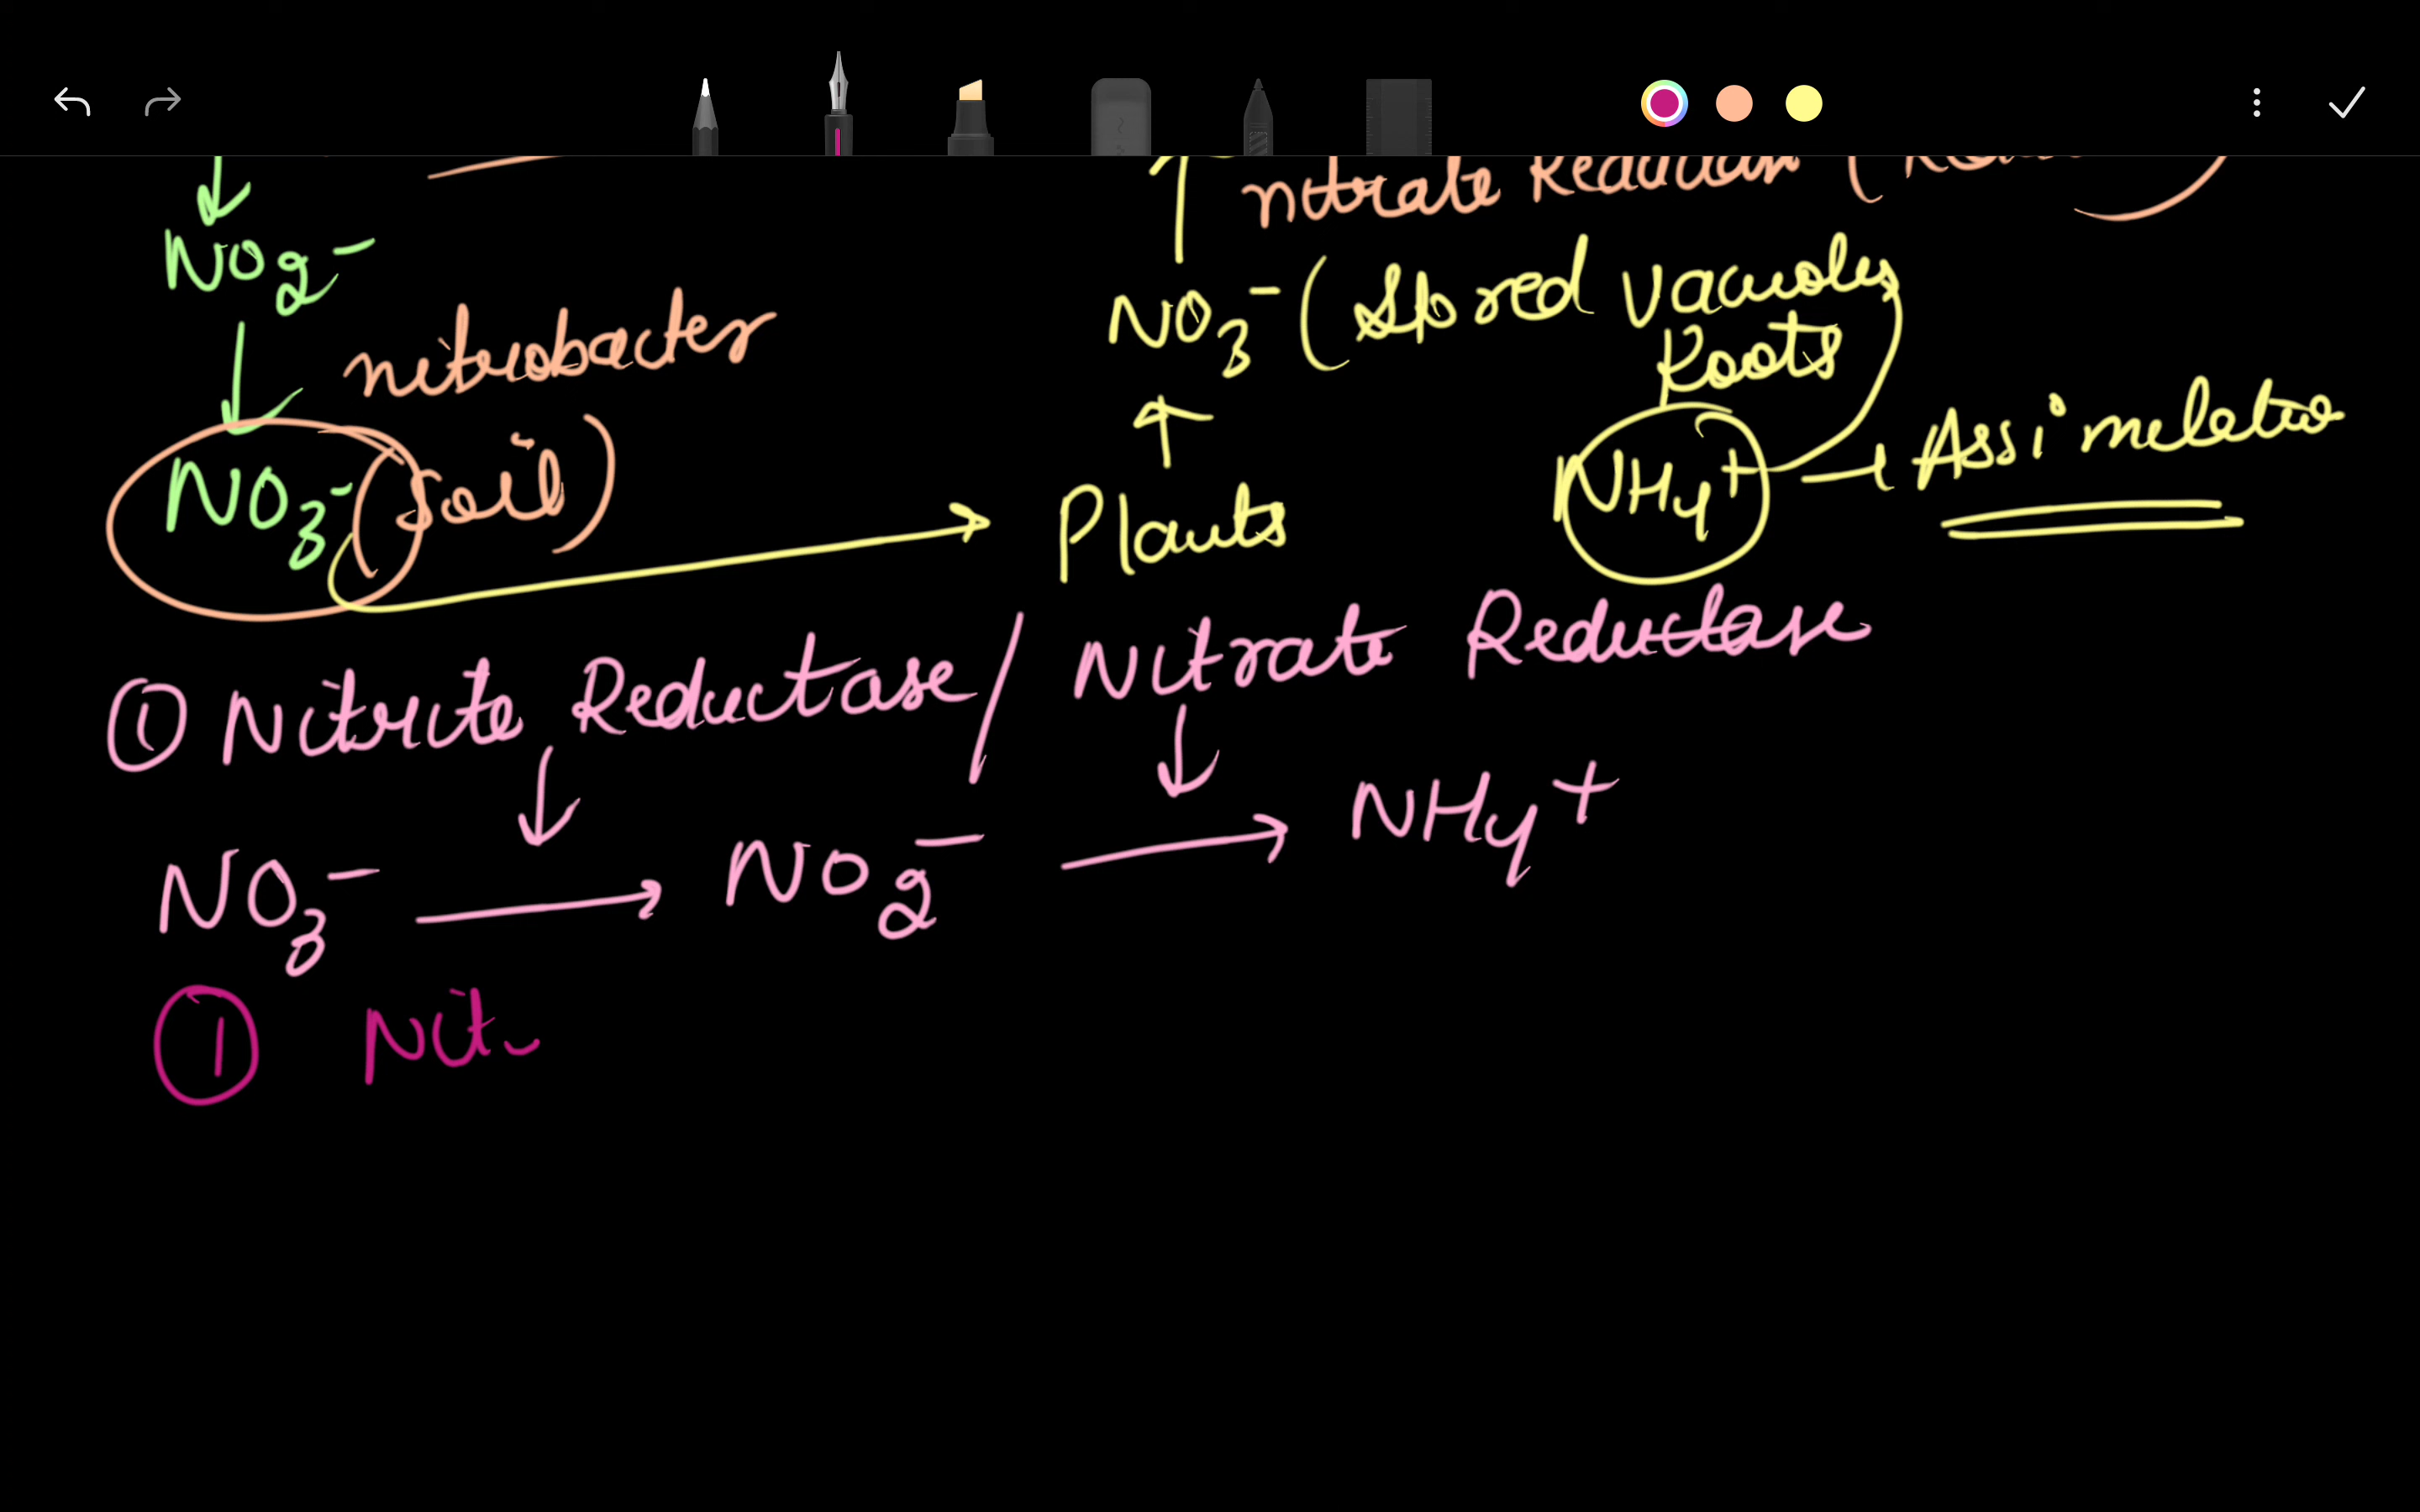 nitrate Reduction
NO2-
NO3- (Stored vacuoles
nitrobacter
Roots
NO3- (soil)
Plants
NH4+ → Assimelatio
① Nitrite Reductase / Nitrate Reductase
NO3- → NO2- → NH4+
① Nit